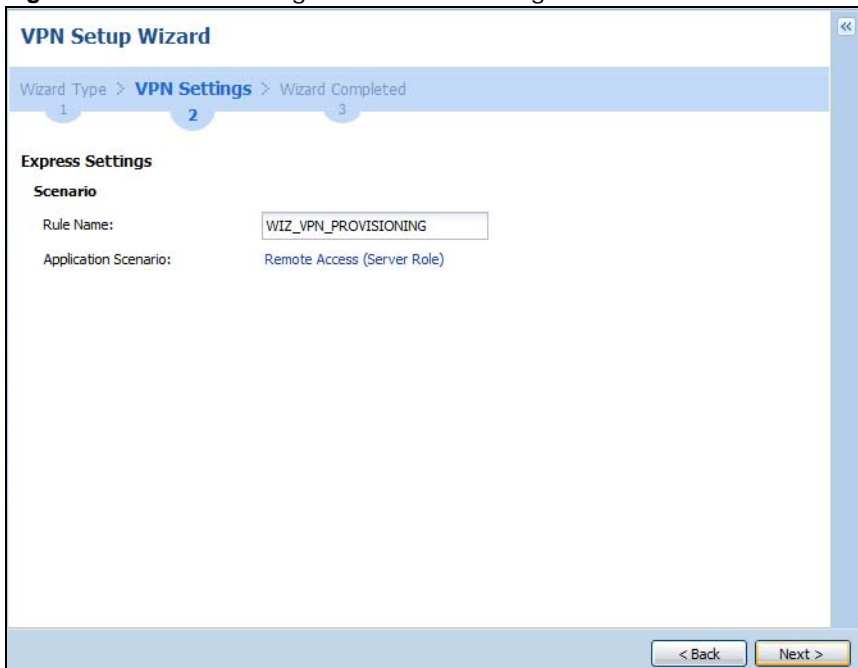 VPN Setup Wizard
«
Wizard Type > VPN Settings > Wizard Completed
1 2 3
Express Settings
Scenario
Rule Name: WIZ_VPN_PROVISIONING
Application Scenario: Remote Access (Server Role)
< Back Next >